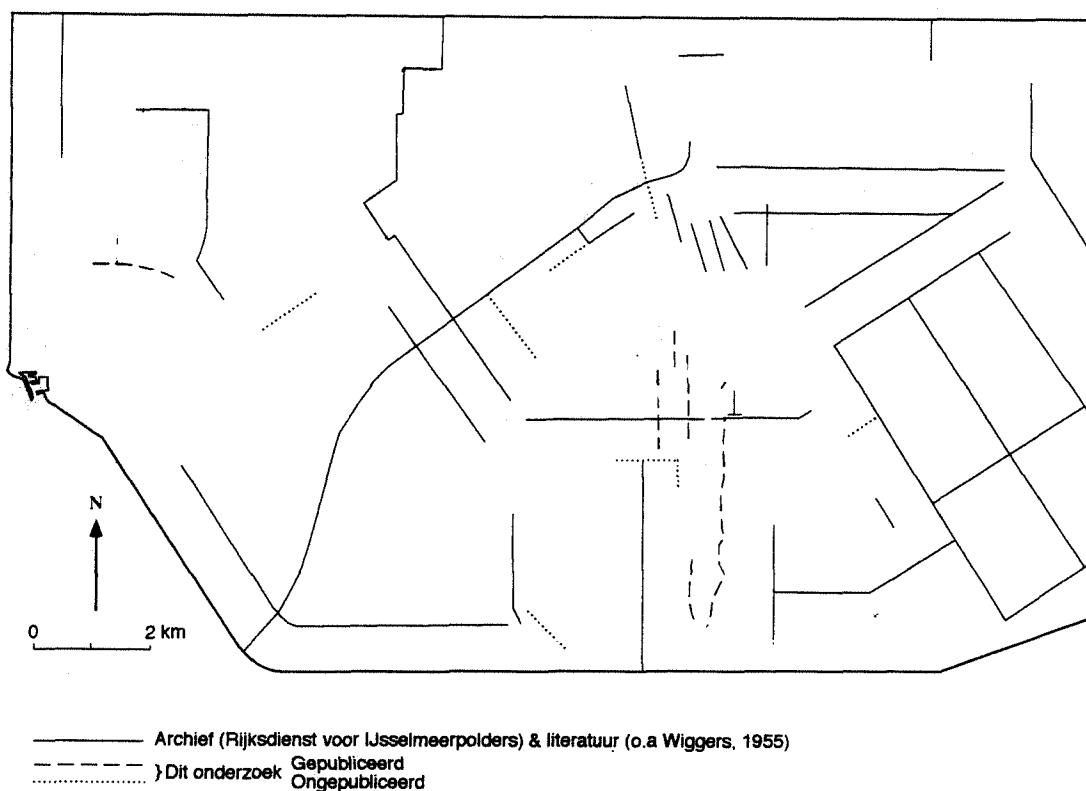 N
0 2 km
Archief (Rijksdienst voor IJsselmeerpolders) & literatuur (o.a Wiggers, 1955)
} Dit onderzoek Gepubliceerd
Ongepubliceerd